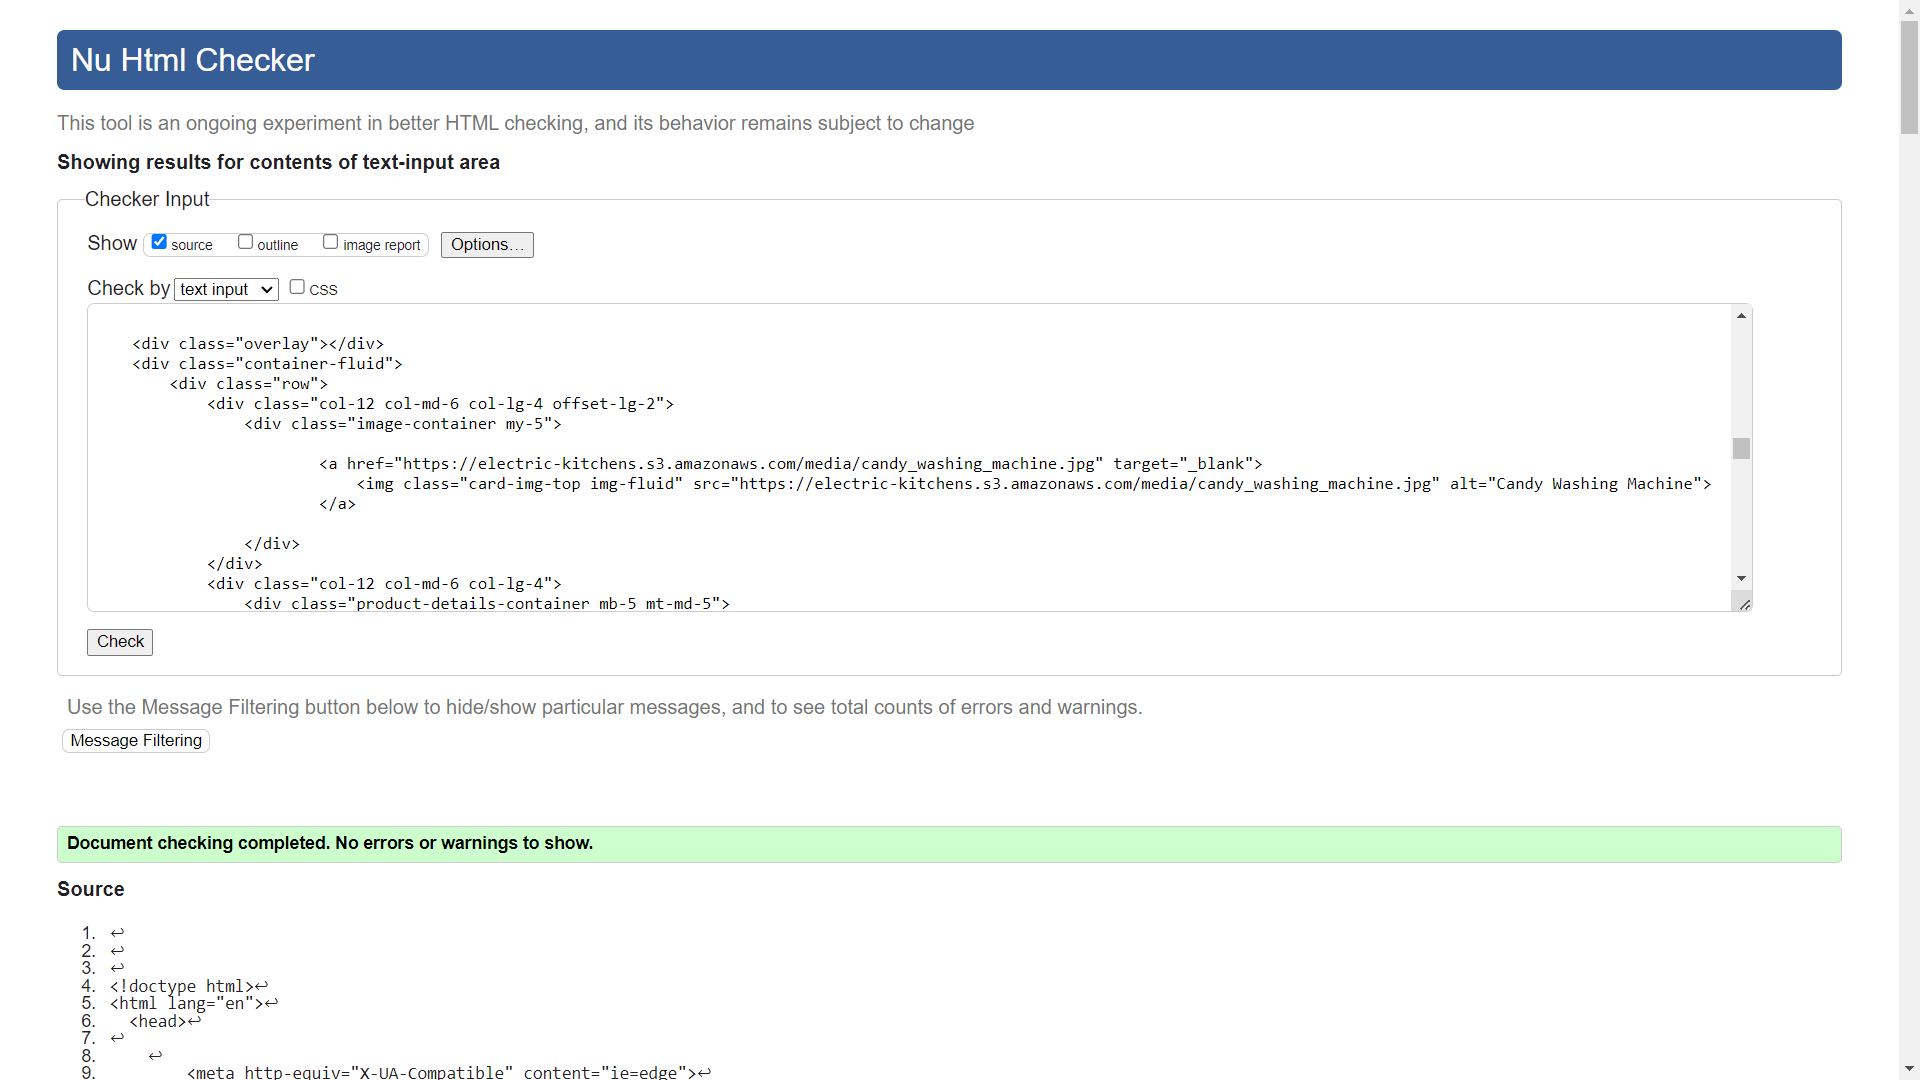 Nu Html Checker
This tool is an ongoing experiment in better HTML checking, and its behavior remains subject to change
Showing results for contents of text-input area
Checker Input
Show source outline image report Options...
Check by text input CSS
<div class="overlay"></div>
<div class="container-fluid">
<div class="row">
<div class="col-12 col-md-6 col-lg-4 offset-lg-2">
<div class="image-container my-5">
<a href="https://electric-kitchens.s3.amazonaws.com/media/candy_washing_machine.jpg" target="_blank">
<img class="card-img-top img-fluid" src="https://electric-kitchens.s3.amazonaws.com/media/candy_washing_machine.jpg" alt="Candy Washing Machine">
</a>
</div>
</div>
<div class="col-12 col-md-6 col-lg-4">
<div class="product-details-container mb-5 mt-md-5">
Check
Use the Message Filtering button below to hide/show particular messages, and to see total counts of errors and warnings.
Message Filtering
Document checking completed. No errors or warnings to show.
Source
1. ↩
2. ↩
3. ↩
4. <!doctype html>↩
5. <html lang="en">↩
6. <head>↩
7. ↩
8. ↩
9. <meta http-equiv="X-UA-Compatible" content="ie=edge">↩